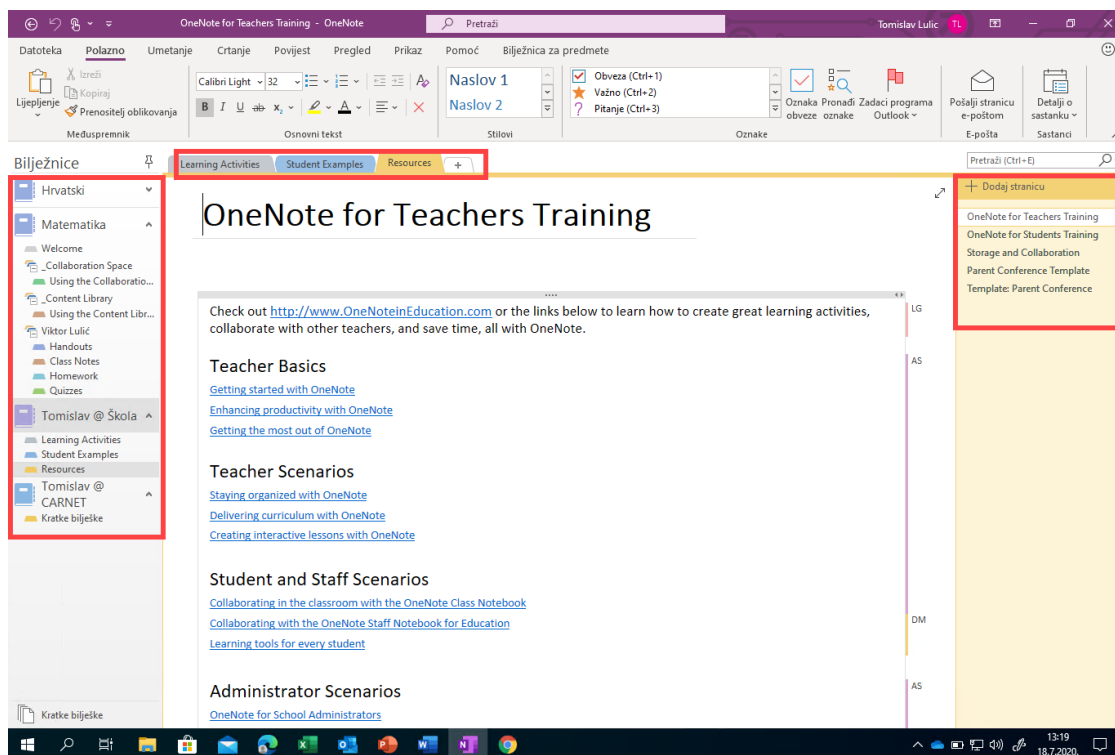 OneNote for Teachers Training - OneNote
Pretraži
Tomislav Lulic
TL
Datoteka Polazno Umetanje Crtanje Povijest Pregled Prikaz Pomoć Bilježnica za predmete
Lijepljenje
Izreži
Kopiraj
Prenositelj oblikovanja
Međuspremnik
Calibri Light 32
B I U ab x₂ A
Osnovni tekst
Naslov 1
Naslov 2
Stilovi
Obveza (Ctrl+1)
Važno (Ctrl+2)
Pitanje (Ctrl+3)
Oznaka obveze
Pronađi oznake
Zadaci programa Outlook
Oznake
Pošalji stranicu e-poštom
E-pošta
Detalji o sastanku
Sastanci
Bilježnice
Hrvatski
Matematika
Welcome
_Collaboration Space
Using the Collaboratio...
_Content Library
Using the Content Libr...
Viktor Lulić
Handouts
Class Notes
Homework
Quizzes
Tomislav @ Škola
Learning Activities
Student Examples
Resources
Tomislav @
CARNET
Kratke bilješke
Kratke bilješke
Learning Activities Student Examples Resources +
OneNote for Teachers Training
Check out http://www.OneNoteinEducation.com or the links below to learn how to create great learning activities,
collaborate with other teachers, and save time, all with OneNote.
Teacher Basics
Getting started with OneNote
Enhancing productivity with OneNote
Getting the most out of OneNote
Teacher Scenarios
Staying organized with OneNote
Delivering curriculum with OneNote
Creating interactive lessons with OneNote
Student and Staff Scenarios
Collaborating in the classroom with the OneNote Class Notebook
Collaborating with the OneNote Staff Notebook for Education
Learning tools for every student
Administrator Scenarios
OneNote for School Administrators
LG
AS
DM
AS
Pretraži (Ctrl+E)
Dodaj stranicu
OneNote for Teachers Training
OneNote for Students Training
Storage and Collaboration
Parent Conference Template
Template: Parent Conference
13:19
18.7.2020.